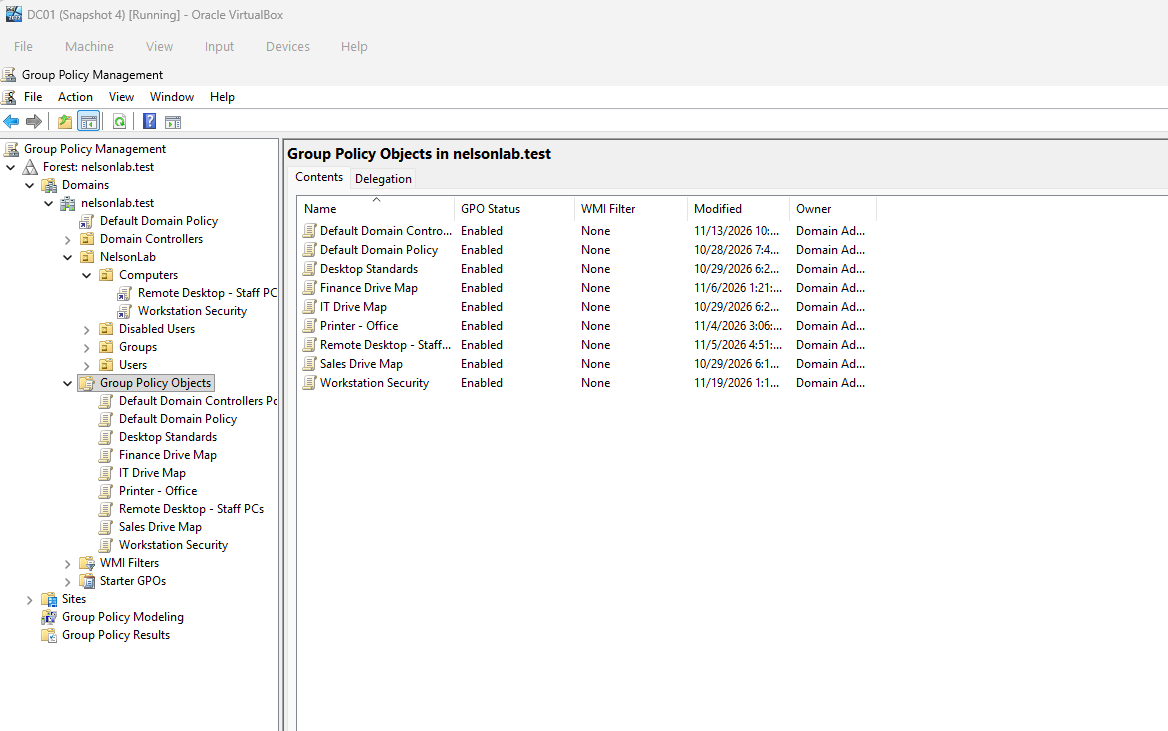 DC01 (Snapshot 4) [Running] - Oracle VirtualBox
File Machine View Input Devices Help
Group Policy Management
File Action View Window Help
Group Policy Management
Forest: nelsonlab.test
Domains
nelsonlab.test
Default Domain Policy
Domain Controllers
NelsonLab
Computers
Remote Desktop - Staff PC
Workstation Security
Disabled Users
Groups
Users
Group Policy Objects
Default Domain Controllers Pc
Default Domain Policy
Desktop Standards
Finance Drive Map
IT Drive Map
Printer - Office
Remote Desktop - Staff PCs
Sales Drive Map
Workstation Security
WMI Filters
Starter GPOs
Sites
Group Policy Modeling
Group Policy Results
Group Policy Objects in nelsonlab.test
Contents Delegation
Name GPO Status WMI Filter Modified Owner
Default Domain Contro... Enabled None 11/13/2026 10:... Domain Ad...
Default Domain Policy Enabled None 10/28/2026 7:4... Domain Ad...
Desktop Standards Enabled None 10/29/2026 6:2... Domain Ad...
Finance Drive Map Enabled None 11/6/2026 1:21:... Domain Ad...
IT Drive Map Enabled None 10/29/2026 6:2... Domain Ad...
Printer - Office Enabled None 11/4/2026 3:06:... Domain Ad...
Remote Desktop - Staff... Enabled None 11/5/2026 4:51:... Domain Ad...
Sales Drive Map Enabled None 10/29/2026 6:1... Domain Ad...
Workstation Security Enabled None 11/19/2026 1:1... Domain Ad...